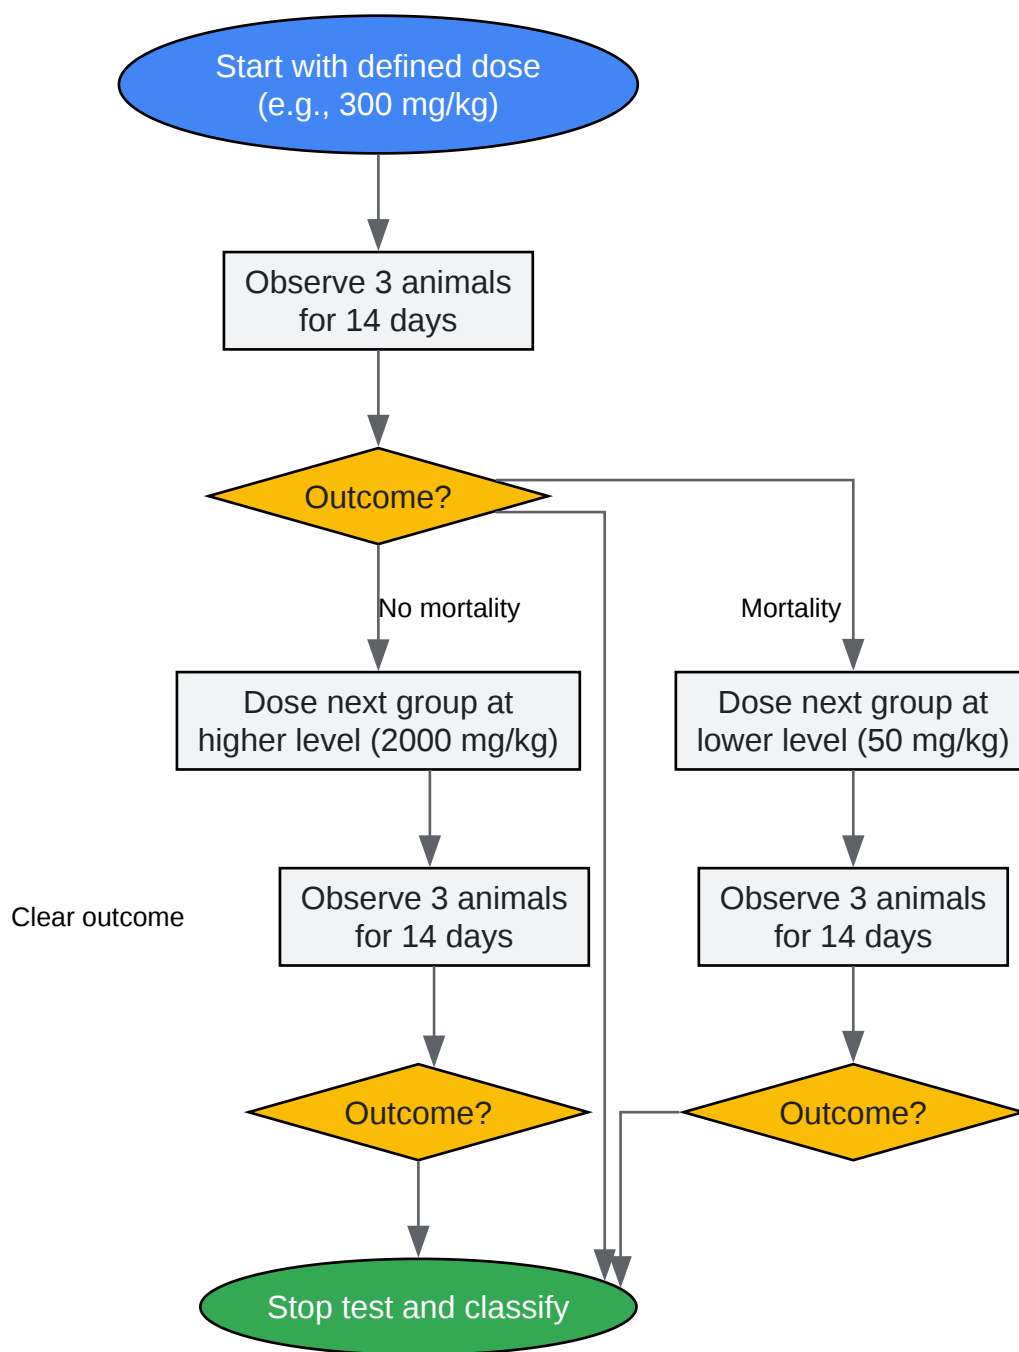 Start with defined dose
(e.g., 300 mg/kg)
Observe 3 animals
for 14 days
Outcome?
No mortality
Mortality
Dose next group at
higher level (2000 mg/kg)
Dose next group at
lower level (50 mg/kg)
Clear outcome
Observe 3 animals
for 14 days
Observe 3 animals
for 14 days
Outcome?
Outcome?
Stop test and classify